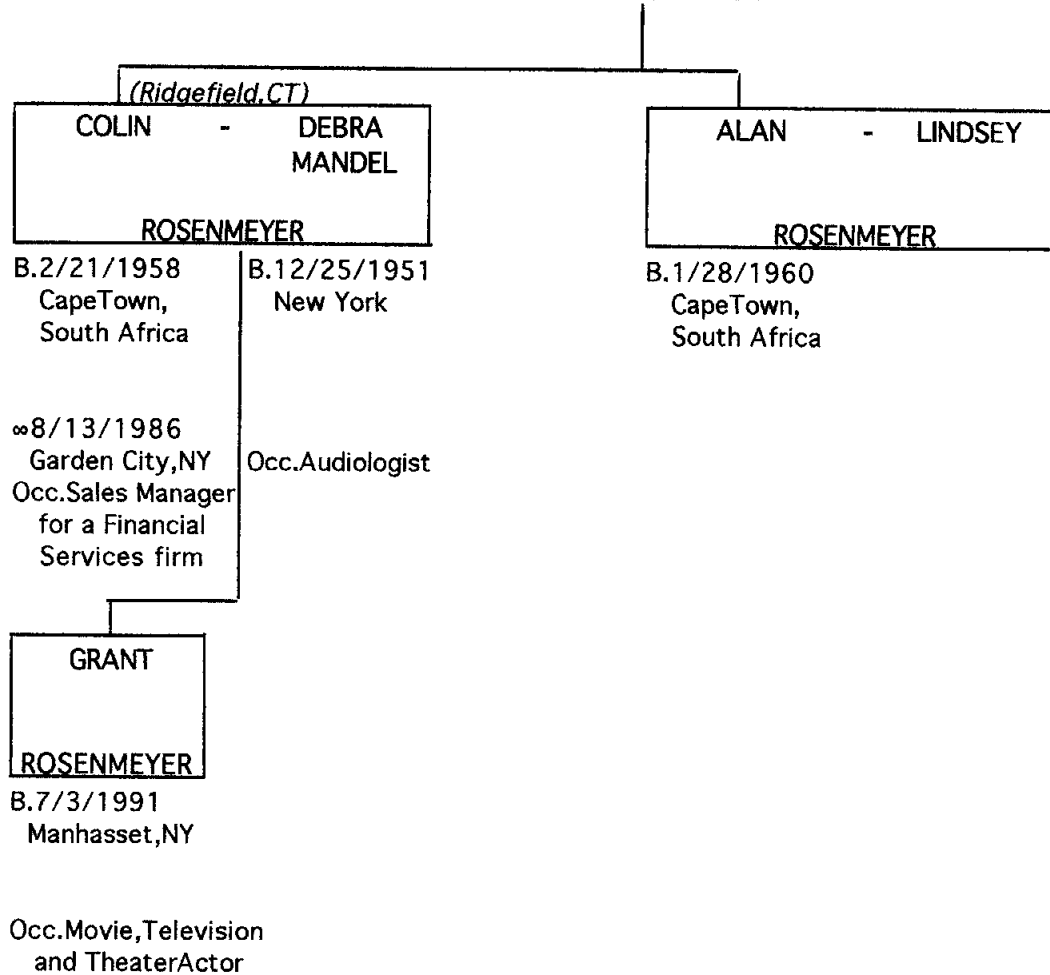 (Ridgefield,CT)
COLIN - DEBRA
MANDEL
ROSENMEYER
B.2/21/1958
CapeTown,
South Africa
B.12/25/1951
New York
∞8/13/1986
Garden City,NY
Occ.Sales Manager
for a Financial
Services firm
Occ.Audiologist
ALAN - LINDSEY
ROSENMEYER
B.1/28/1960
CapeTown,
South Africa
GRANT
ROSENMEYER
B.7/3/1991
Manhasset,NY
Occ.Movie,Television
and TheaterActor